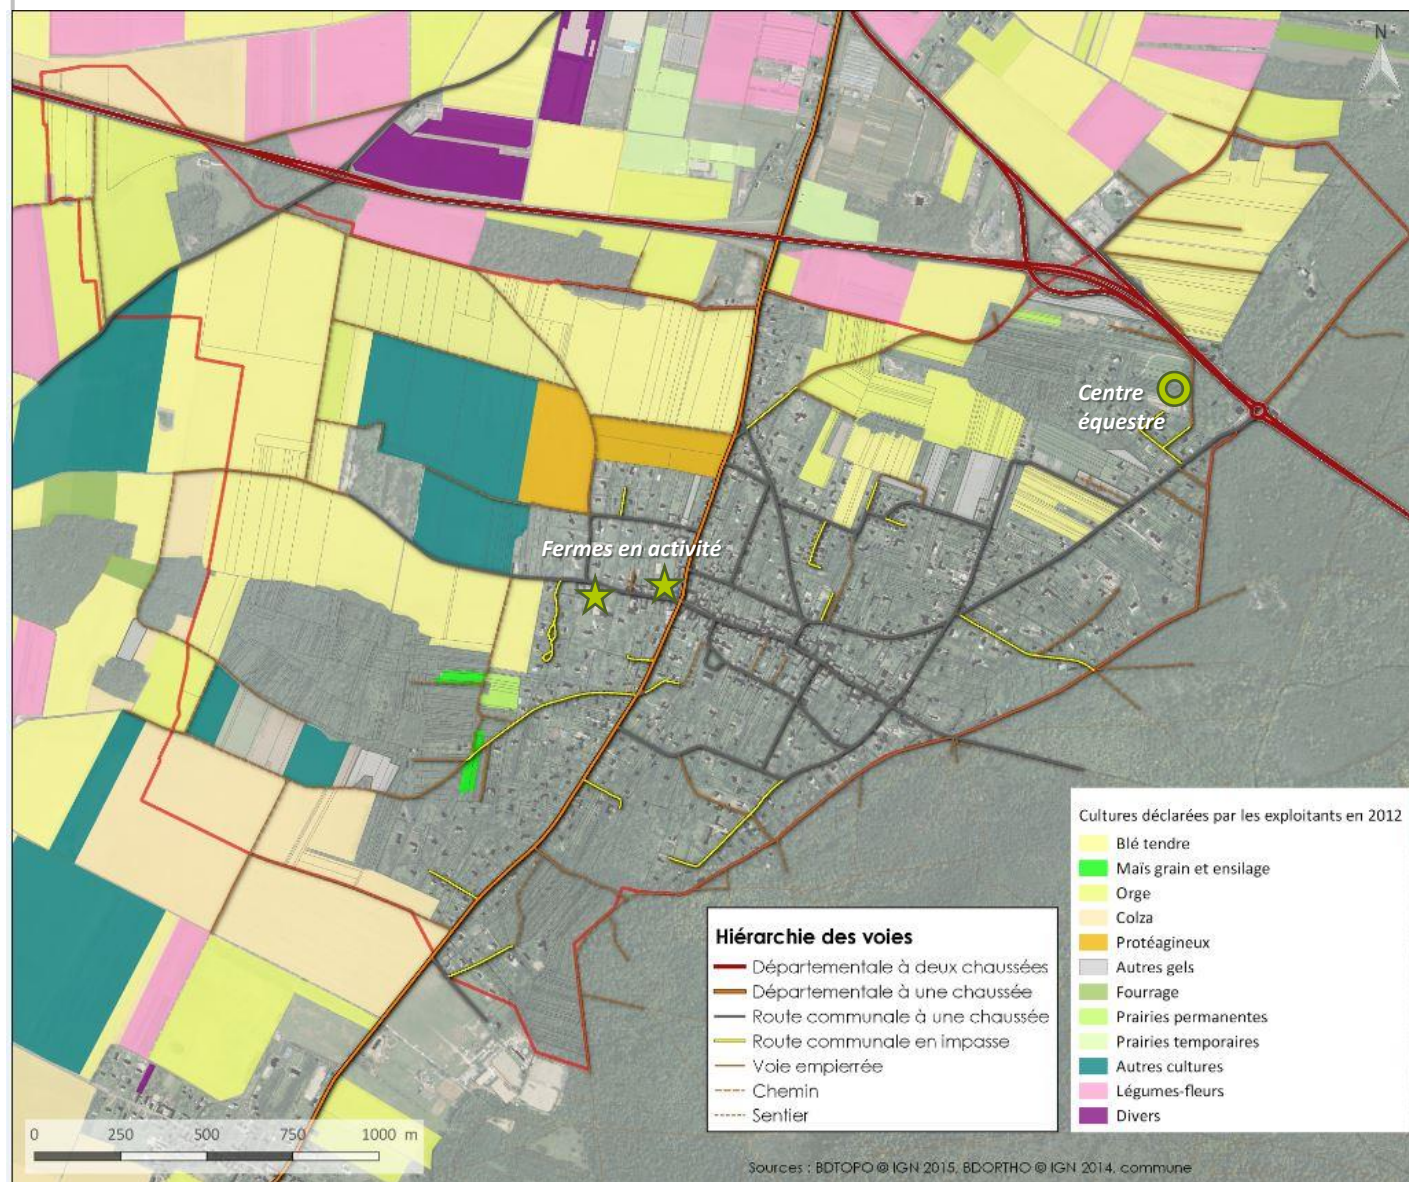 N
Centre
équestre
Fermes en activité
Cultures déclarées par les exploitants en 2012
Blé tendre
Maïs grain et ensilage
Orge
Colza
Protéagineux
Autres gels
Fourrage
Prairies permanentes
Prairies temporaires
Autres cultures
Légumes-fleurs
Divers
Hiérarchie des voies
Départementale à deux chaussées
Départementale à une chaussée
Route communale à une chaussée
Route communale en impasse
Voie empierrée
Chemin
Sentier
0 250 500 750 1000 m
Sources : BDTOPO @ IGN 2015, BDORTHO @ IGN 2014, commune